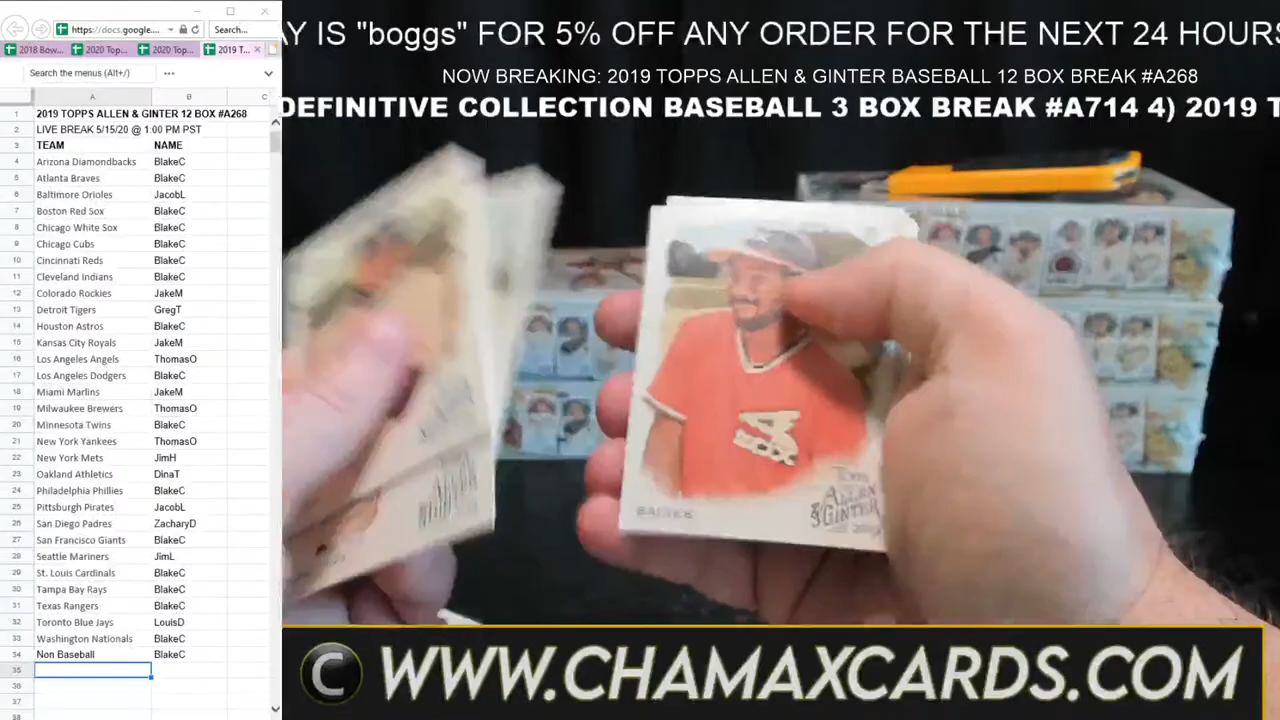 https://docs.google....
Search...
2018 Bow...
2020 Top...
2020 Top...
2019 T...
Search the menus (Alt+/)
A B C
1 2019 TOPPS ALLEN & GINTER 12 BOX #A268
2 LIVE BREAK 5/15/20 @ 1:00 PM PST
3 TEAM NAME
4 Arizona Diamondbacks BlakeC
5 Atlanta Braves BlakeC
6 Baltimore Orioles JacobL
7 Boston Red Sox BlakeC
8 Chicago White Sox BlakeC
9 Chicago Cubs BlakeC
10 Cincinnati Reds BlakeC
11 Cleveland Indians BlakeC
12 Colorado Rockies JakeM
13 Detroit Tigers GregT
14 Houston Astros BlakeC
15 Kansas City Royals JakeM
16 Los Angeles Angels ThomasO
17 Los Angeles Dodgers BlakeC
18 Miami Marlins JakeM
19 Milwaukee Brewers ThomasO
20 Minnesota Twins BlakeC
21 New York Yankees ThomasO
22 New York Mets JimH
23 Oakland Athletics DinaT
24 Philadelphia Phillies BlakeC
25 Pittsburgh Pirates JacobL
26 San Diego Padres ZacharyD
27 San Francisco Giants BlakeC
28 Seattle Mariners JimL
29 St. Louis Cardinals BlakeC
30 Tampa Bay Rays BlakeC
31 Texas Rangers BlakeC
32 Toronto Blue Jays LouisD
33 Washington Nationals BlakeC
34 Non Baseball BlakeC
35
36
37
38
AY IS "boggs" FOR 5% OFF ANY ORDER FOR THE NEXT 24 HOURS
NOW BREAKING: 2019 TOPPS ALLEN & GINTER BASEBALL 12 BOX BREAK #A268
DEFINITIVE COLLECTION BASEBALL 3 BOX BREAK #A714 4) 2019 T
TOPPS
ALLEN
& GINTER
C WWW.CHAMAXCARDS.COM